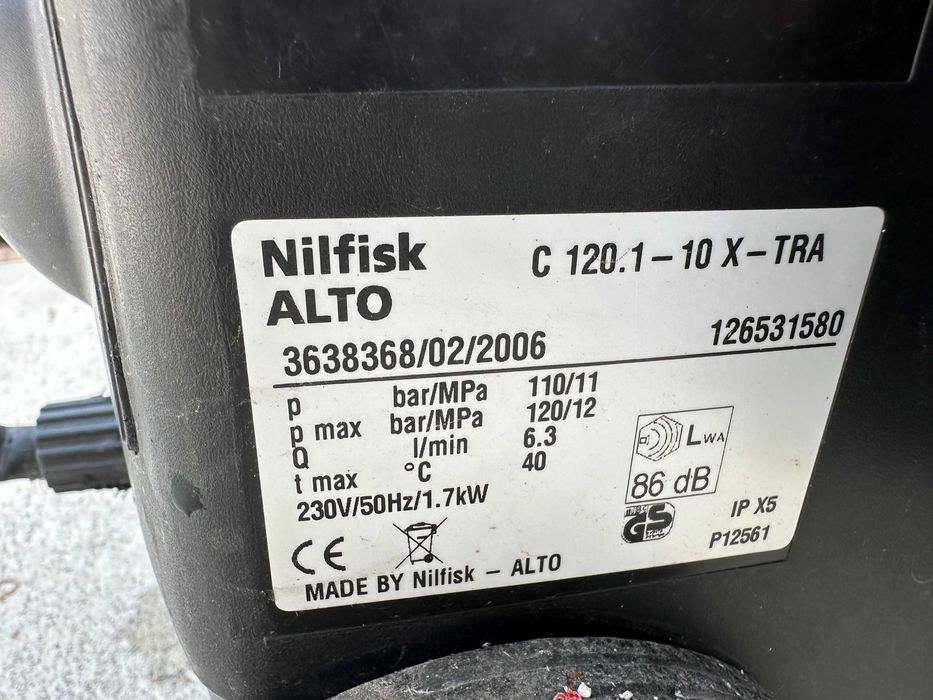 Nilfisk
ALTO
C 120.1-10 X-TRA
3638368/02/2006
126531580
p bar/MPa 110/11
p max bar/MPa 120/12
Q l/min 6.3
t max °C 40
230V/50Hz/1.7kW
LWA
86 dB
GS
IP X5
P12561
CE
MADE BY Nilfisk - ALTO